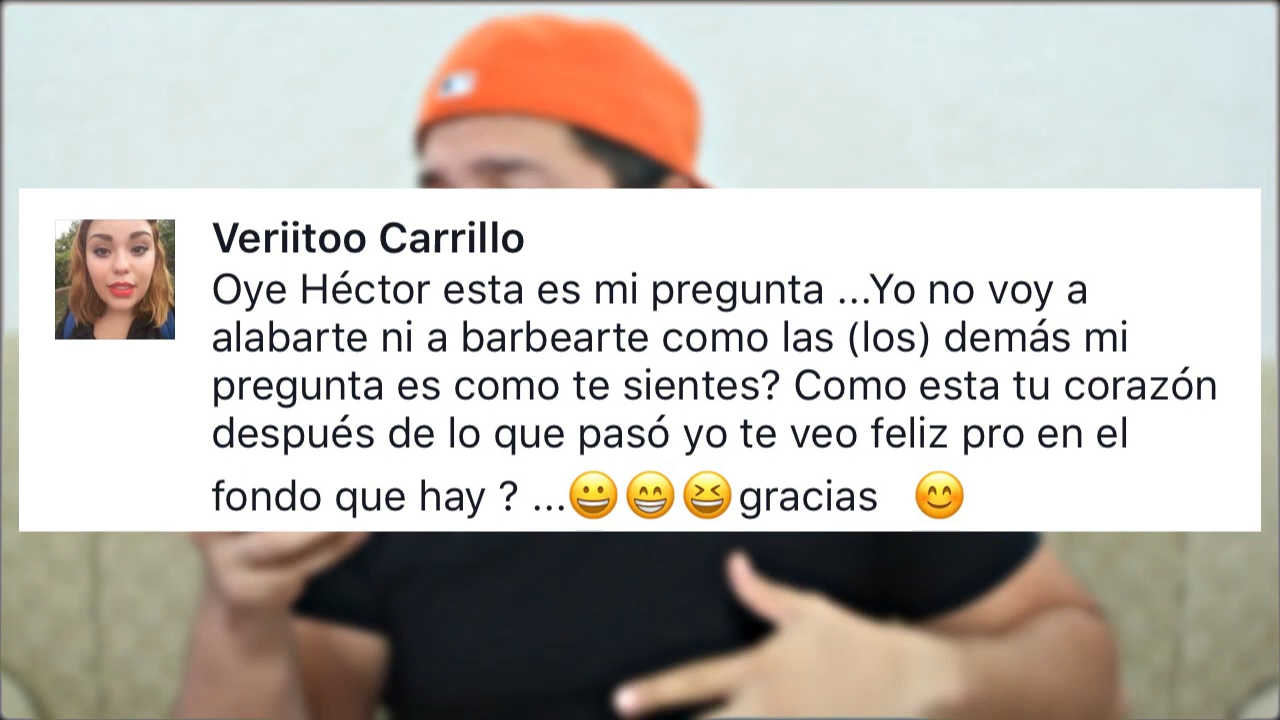 Veriitoo Carrillo
Oye Héctor esta es mi pregunta ...Yo no voy a
alabarte ni a barbearte como las (los) demás mi
pregunta es como te sientes? Como esta tu corazón
después de lo que pasó yo te veo feliz pro en el
fondo que hay ? ...😀😁😆gracias 😊